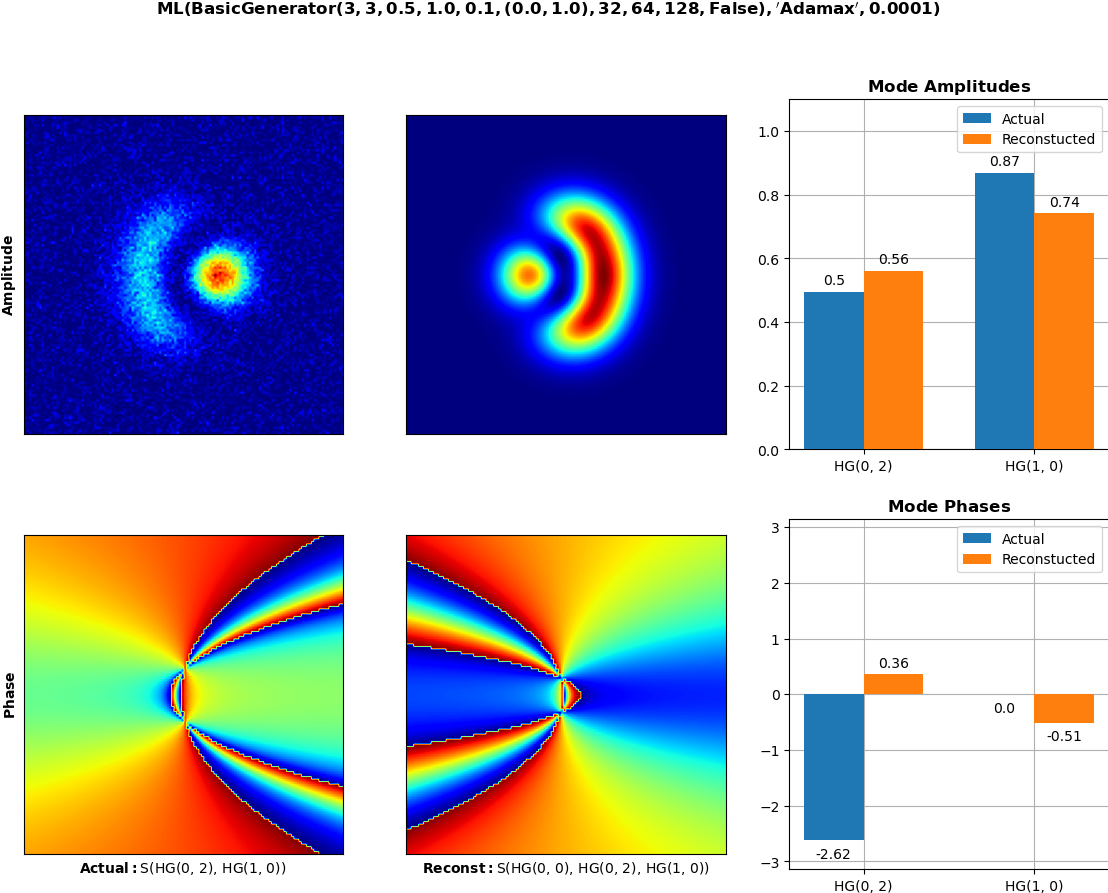 ML(BasicGenerator(3, 3, 0.5, 1.0, 0.1, (0.0, 1.0), 32, 64, 128, False), ′Adamax′, 0.0001)
Amplitude
Mode Amplitudes
Actual
Reconstucted
1.0
0.8
0.6
0.4
0.2
0.0
0.5
0.56
0.87
0.74
HG(0, 2)
HG(1, 0)
Phase
Actual: S(HG(0, 2), HG(1, 0))
Reconst: S(HG(0, 0), HG(0, 2), HG(1, 0))
Mode Phases
Actual
Reconstucted
3
2
1
0
−1
−2
−3
-2.62
0.36
0.0
-0.51
HG(0, 2)
HG(1, 0)